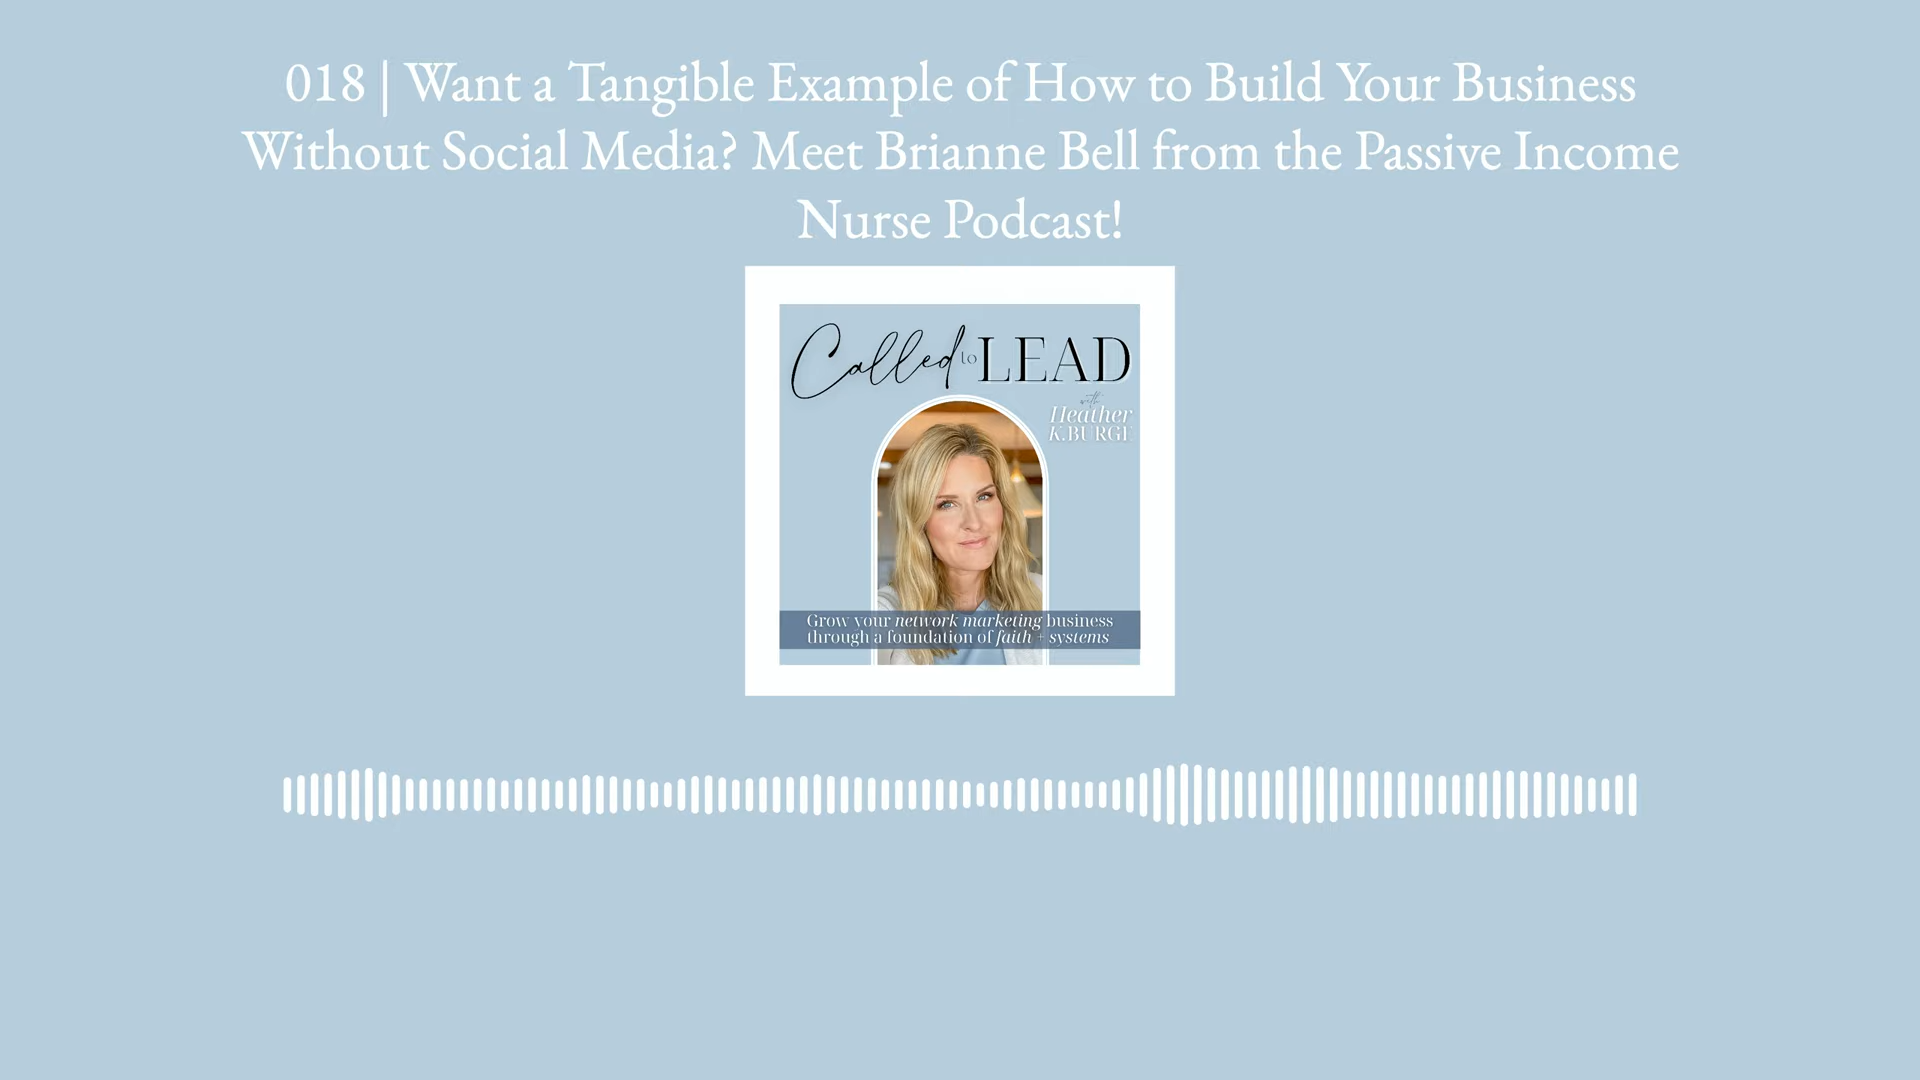 018 | Want a Tangible Example of How to Build Your Business
Without Social Media? Meet Brianne Bell from the Passive Income
Nurse Podcast!
Called to LEAD
with
Heather
K.BURGE
Grow your network marketing business
through a foundation of faith + systems